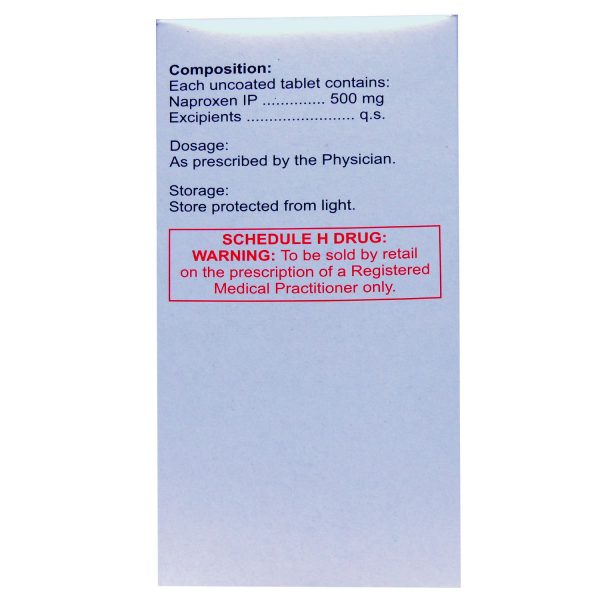 Composition:
Each uncoated tablet contains:
Naproxen IP .............. 500 mg
Excipients ........................ q.s.
Dosage:
As prescribed by the Physician.
Storage:
Store protected from light.
SCHEDULE H DRUG:
WARNING: To be sold by retail
on the prescription of a Registered
Medical Practitioner only.